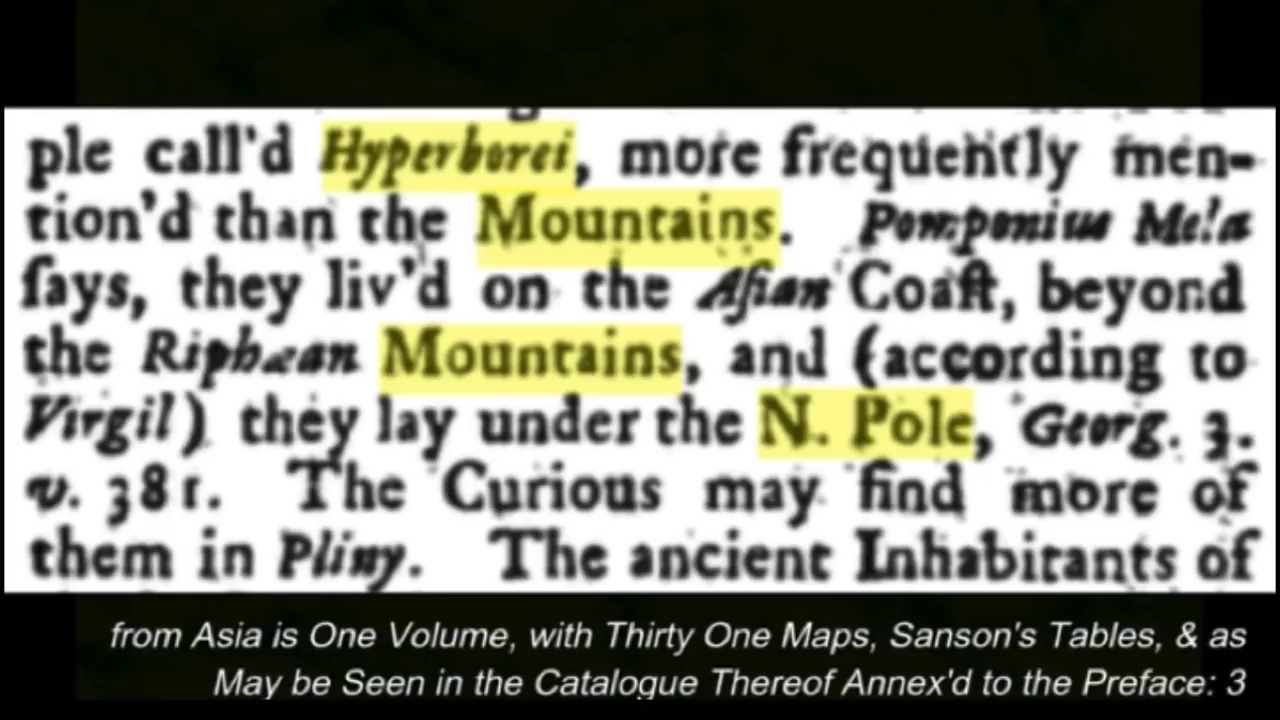 ple call'd Hyperborei, more frequently men-
tion'd than the Mountains. Pomponius Mela
ſays, they liv'd on the Aſian Coaſt, beyond
the Riphæan Mountains, and (according to
Virgil) they lay under the N. Pole, Georg. 3.
v. 381. The Curious may find more of
them in Pliny. The ancient Inhabitants of
from Asia is One Volume, with Thirty One Maps, Sanson's Tables, & as
May be Seen in the Catalogue Thereof Annex'd to the Preface: 3